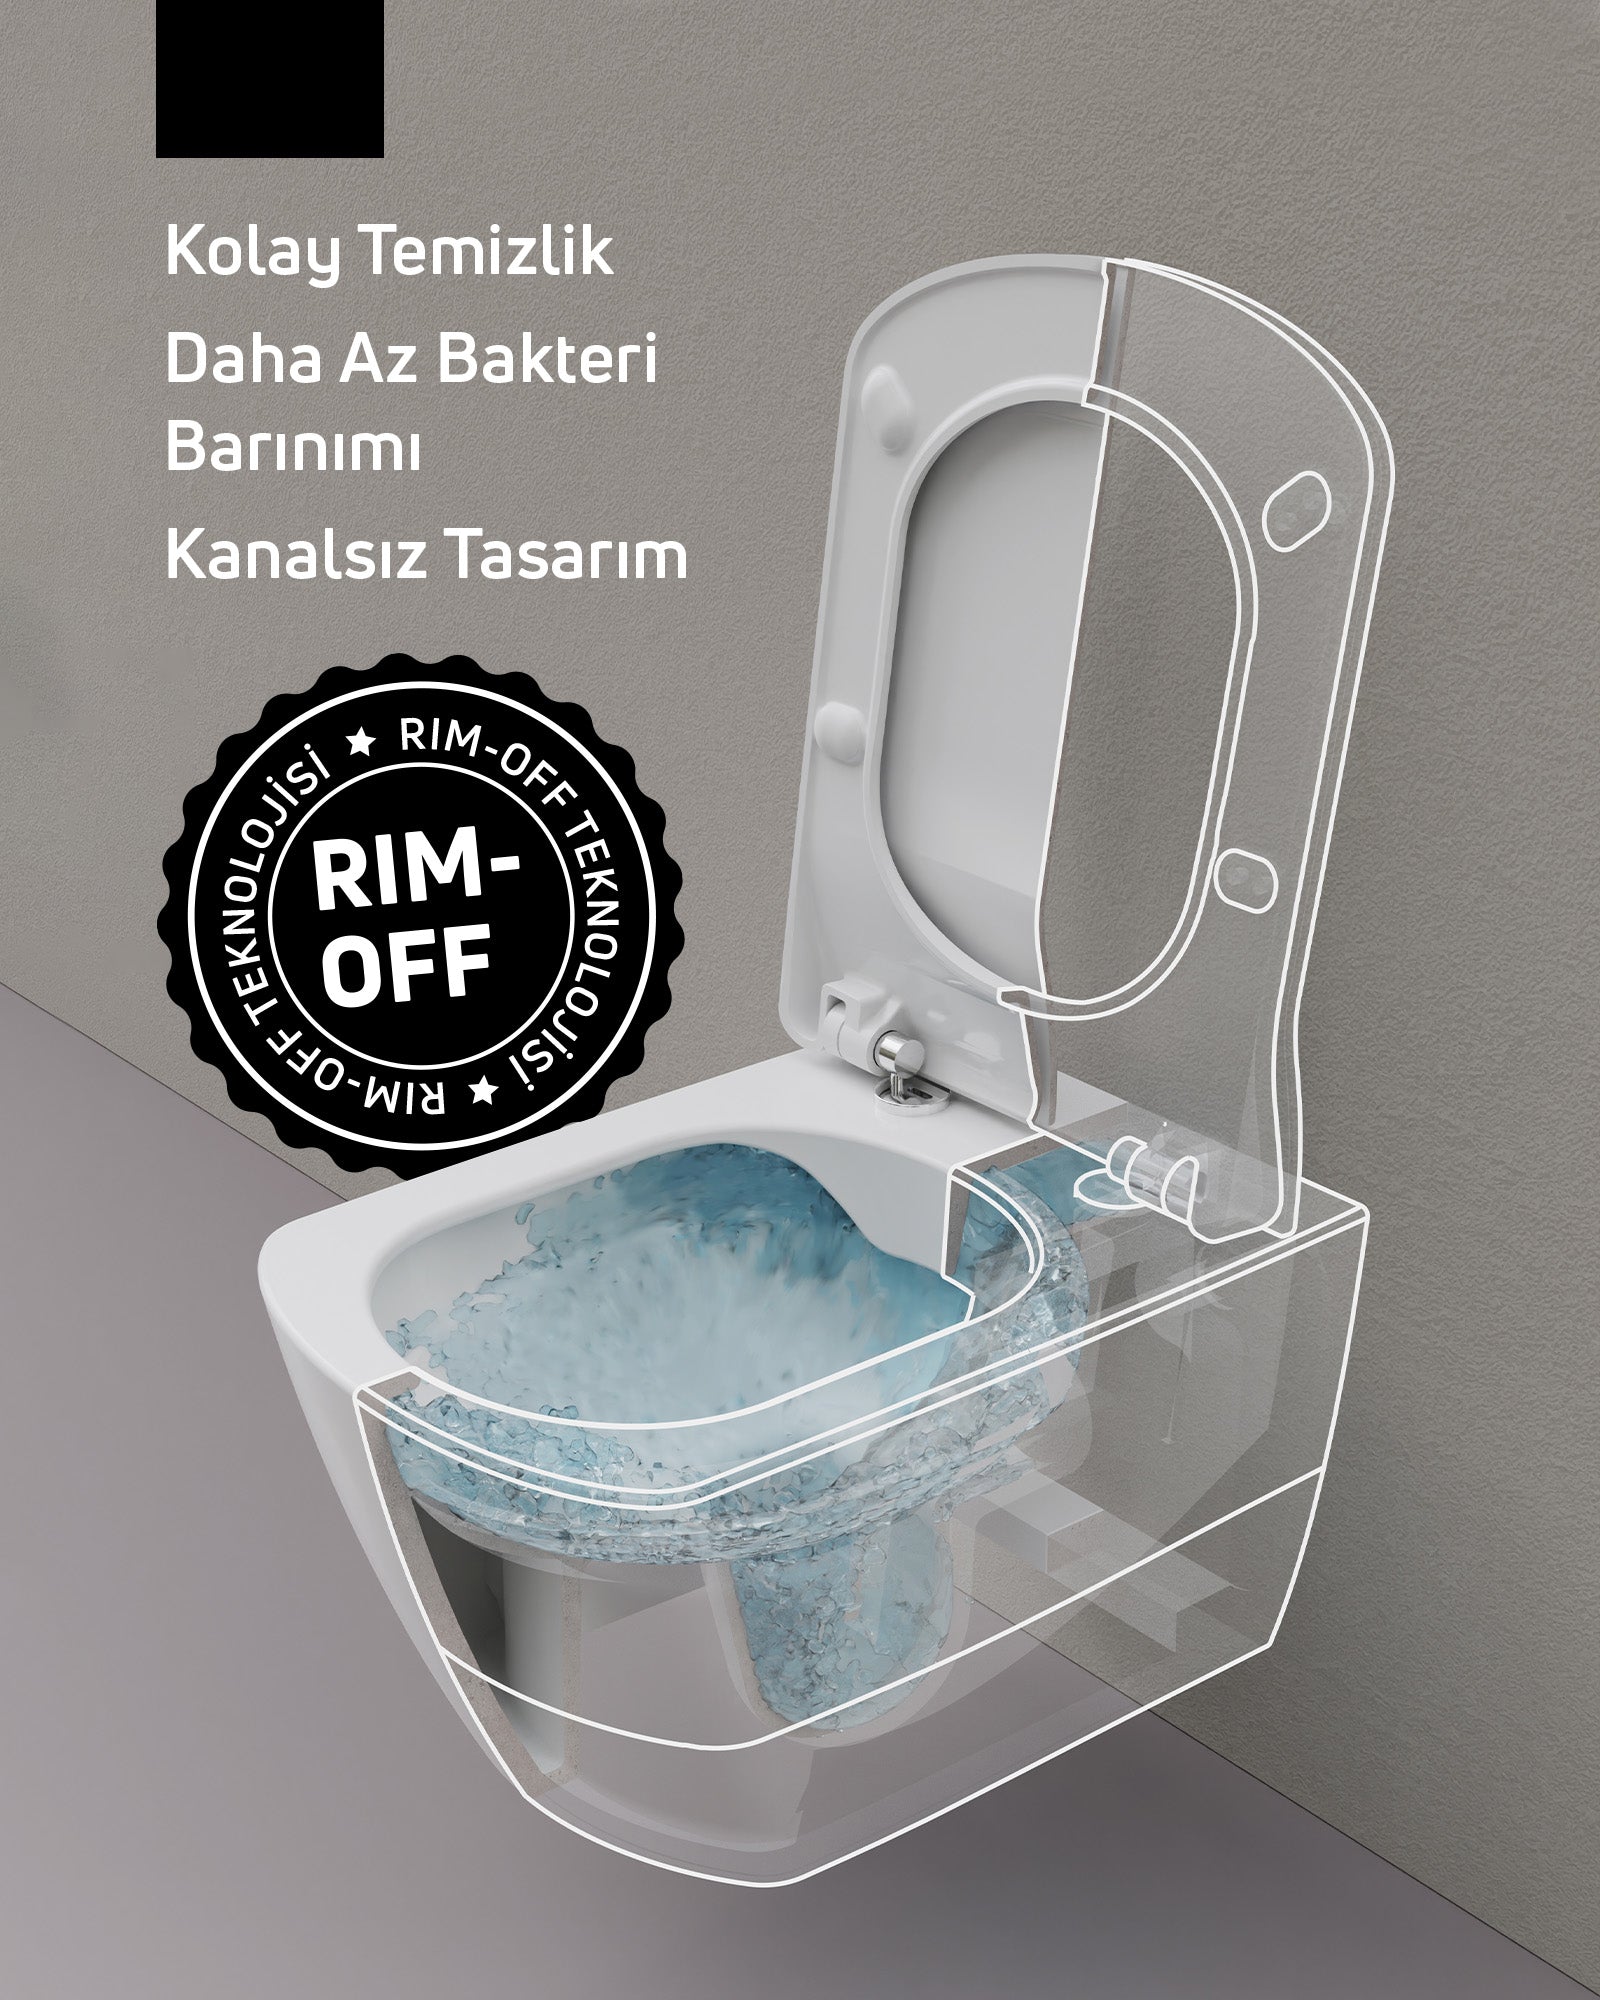 Kolay Temizlik
Daha Az Bakteri
Barınımı
Kanalsız Tasarım
RIM-OFF TEKNOLOJİSİ
RIM-
OFF
RIM-OFF TEKNOLOJİSİ